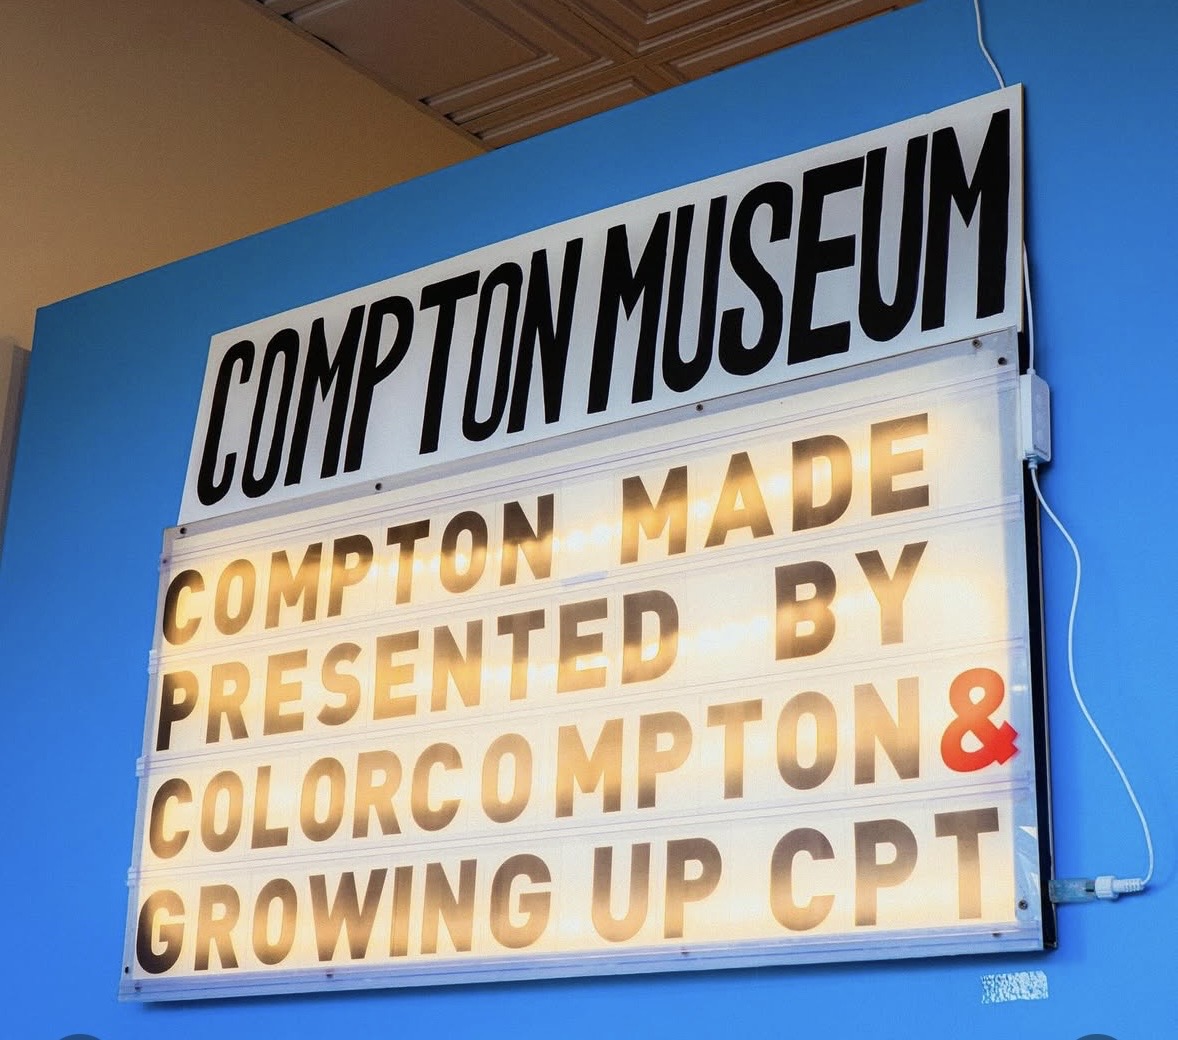 COMPTON MUSEUM
COMPTON MADE
PRESENTED BY
COLORCOMPTON&
GROWING UP CPT